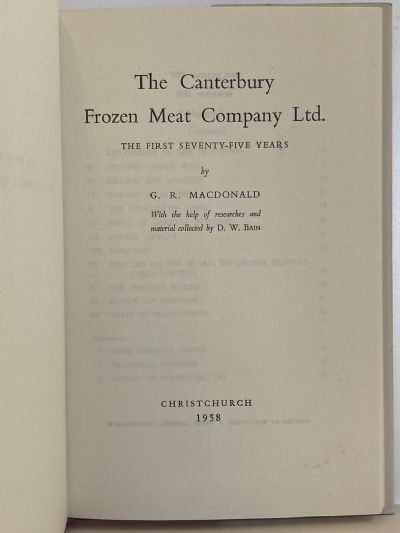 The Canterbury
Frozen Meat Company Ltd.
THE FIRST SEVENTY-FIVE YEARS
by
G. R. MACDONALD
With the help of researches and
material collected by D. W. BAIN
CHRISTCHURCH
1958